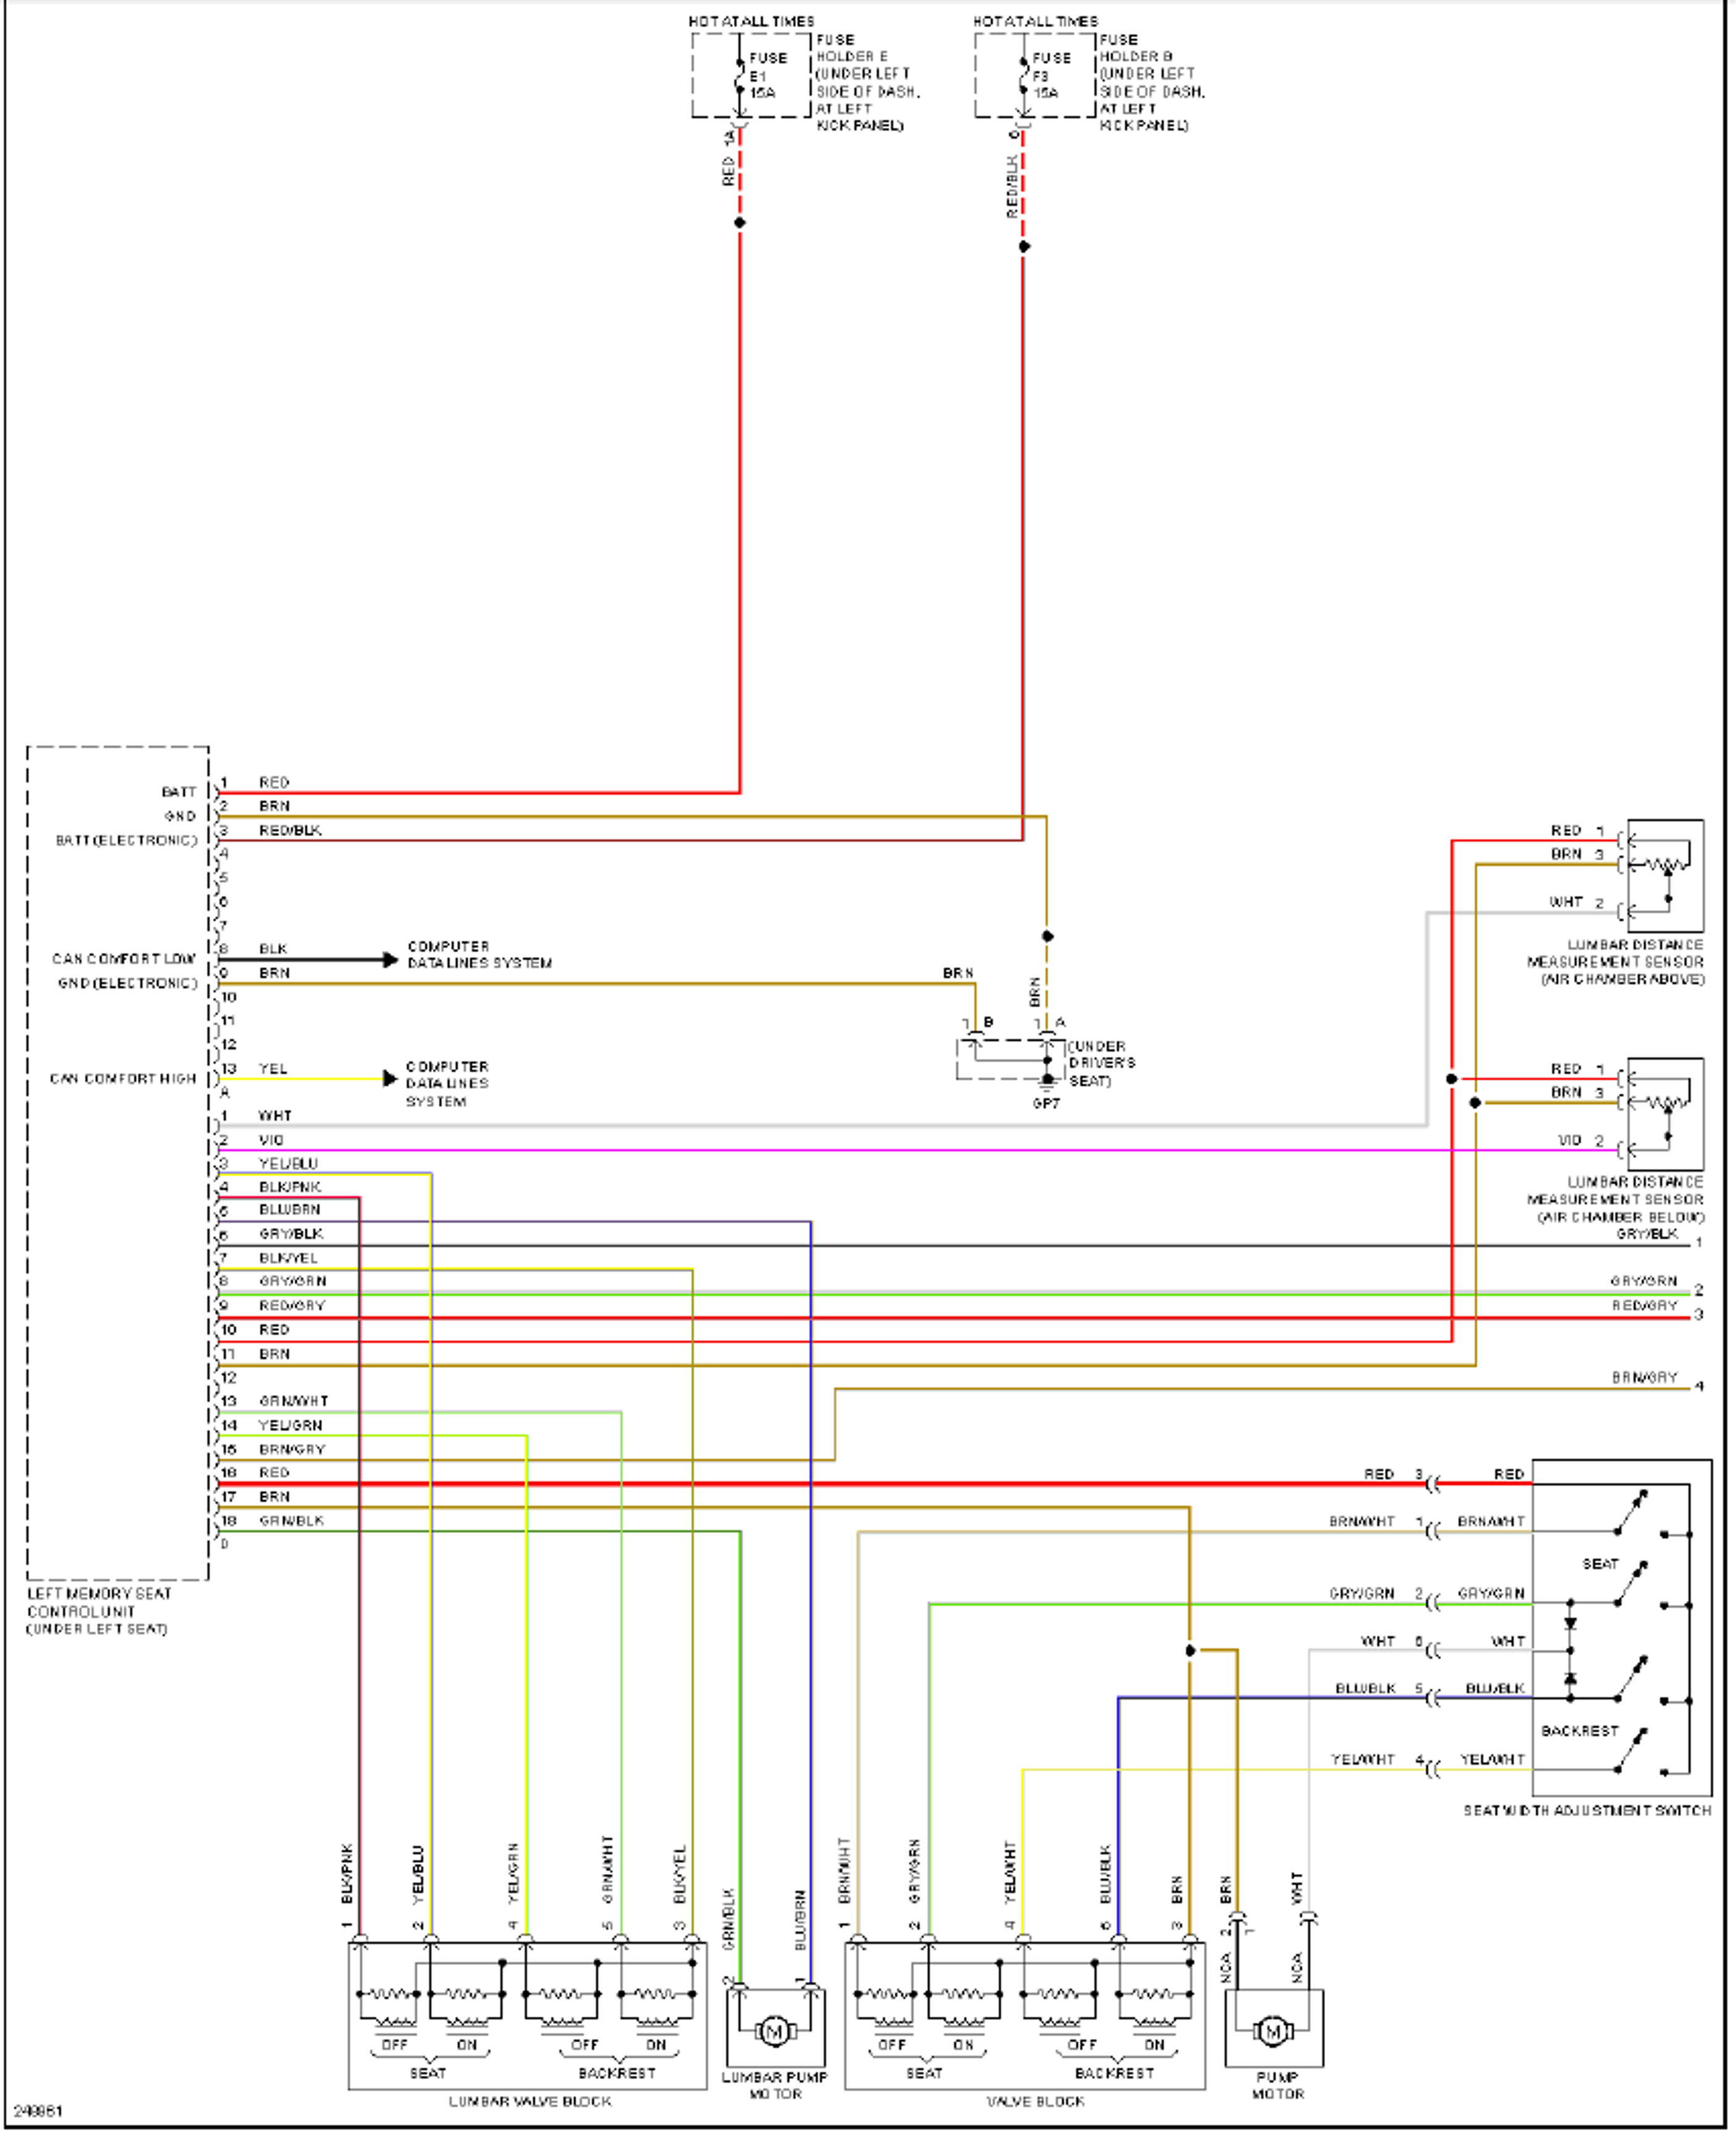 HOT AT ALL TIMES
FUSE
E1
15A
FUSE
HOLDER E
(UNDER LEFT
SIDE OF DASH,
AT LEFT
KICK PANEL)
HOT AT ALL TIMES
FUSE
F3
15A
FUSE
HOLDER B
(UNDER LEFT
SIDE OF DASH,
AT LEFT
KICK PANEL)
1A
RED
6
RED/BLK
BATT
1 RED
GND
2 BRN
BATT (ELECTRONIC)
3 RED/BLK
4
5
6
7
CAN COMFORT LOW
8 BLK
COMPUTER
DATA LINES SYSTEM
GND (ELECTRONIC)
9 BRN
BRN
10
11
12
CAN COMFORT HIGH
13 YEL
COMPUTER
DATA LINES
SYSTEM
A
BRN
1 B
1 A
(UNDER
DRIVER'S
SEAT)
GP7
RED 1
BRN 3
WHT 2
LUMBAR DISTANCE
MEASUREMENT SENSOR
(AIR CHAMBER ABOVE)
RED 1
BRN 3
VIO 2
LUMBAR DISTANCE
MEASUREMENT SENSOR
(AIR CHAMBER BELOW)
1 WHT
2 VIO
3 YEL/BLU
4 BLK/PNK
5 BLU/BRN
6 GRY/BLK
GRY/BLK 1
7 BLK/YEL
8 GRY/GRN
GRY/GRN 2
9 RED/GRY
RED/GRY 3
10 RED
11 BRN
12
BRN/GRY 4
13 GRN/WHT
14 YEL/GRN
15 BRN/GRY
16 RED
17 BRN
18 GRN/BLK
D
LEFT MEMORY SEAT
CONTROL UNIT
(UNDER LEFT SEAT)
RED 3 RED
BRN/WHT 1 BRN/WHT
SEAT
GRY/GRN 2 GRY/GRN
WHT 6 WHT
BLU/BLK 5 BLU/BLK
BACKREST
YEL/WHT 4 YEL/WHT
SEAT WIDTH ADJUSTMENT SWITCH
1 BLK/PNK
2 YEL/BLU
4 YEL/GRN
5 GRN/WHT
3 BLK/YEL
2 GRN/BLK
1 BLU/BRN
1 BRN/WHT
2 GRY/GRN
4 YEL/WHT
5 BLU/BLK
3 BRN
2 BRN
1
WHT
NCA
NCA
OFF ON OFF ON
SEAT BACKREST
LUMBAR VALVE BLOCK
M
LUMBAR PUMP
MOTOR
OFF ON OFF ON
SEAT BACKREST
VALVE BLOCK
M
PUMP
MOTOR